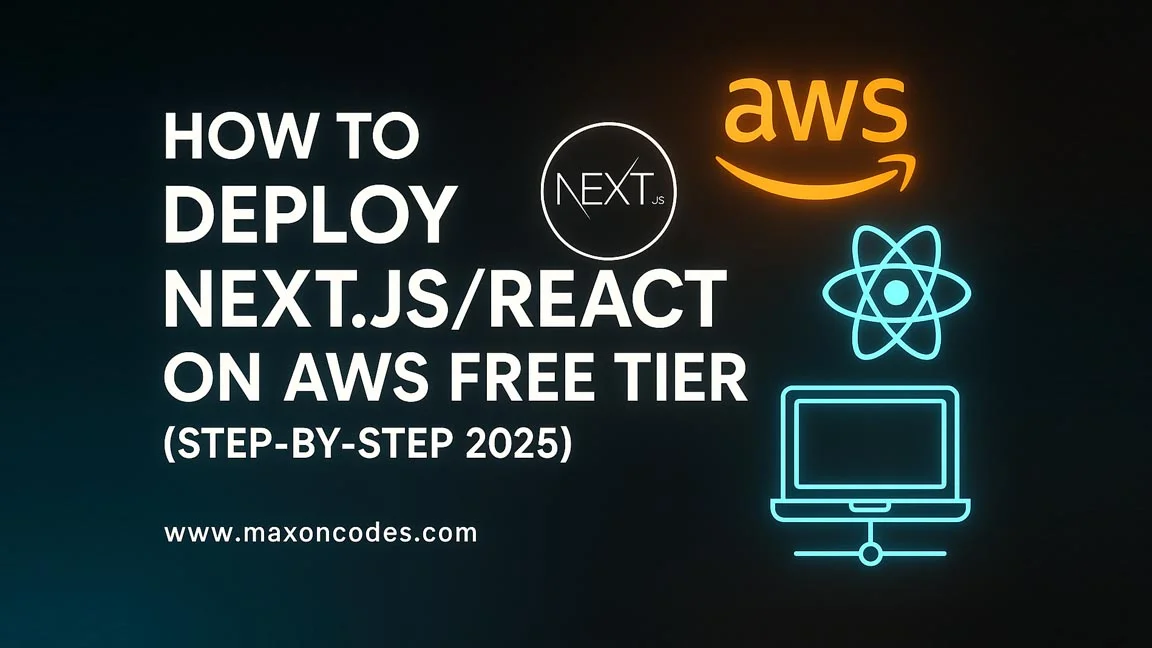 HOW TO
DEPLOY
NEXT.JS/REACT
ON AWS FREE TIER
(STEP-BY-STEP 2025)
www.maxoncodes.com
NEXT.JS
aws